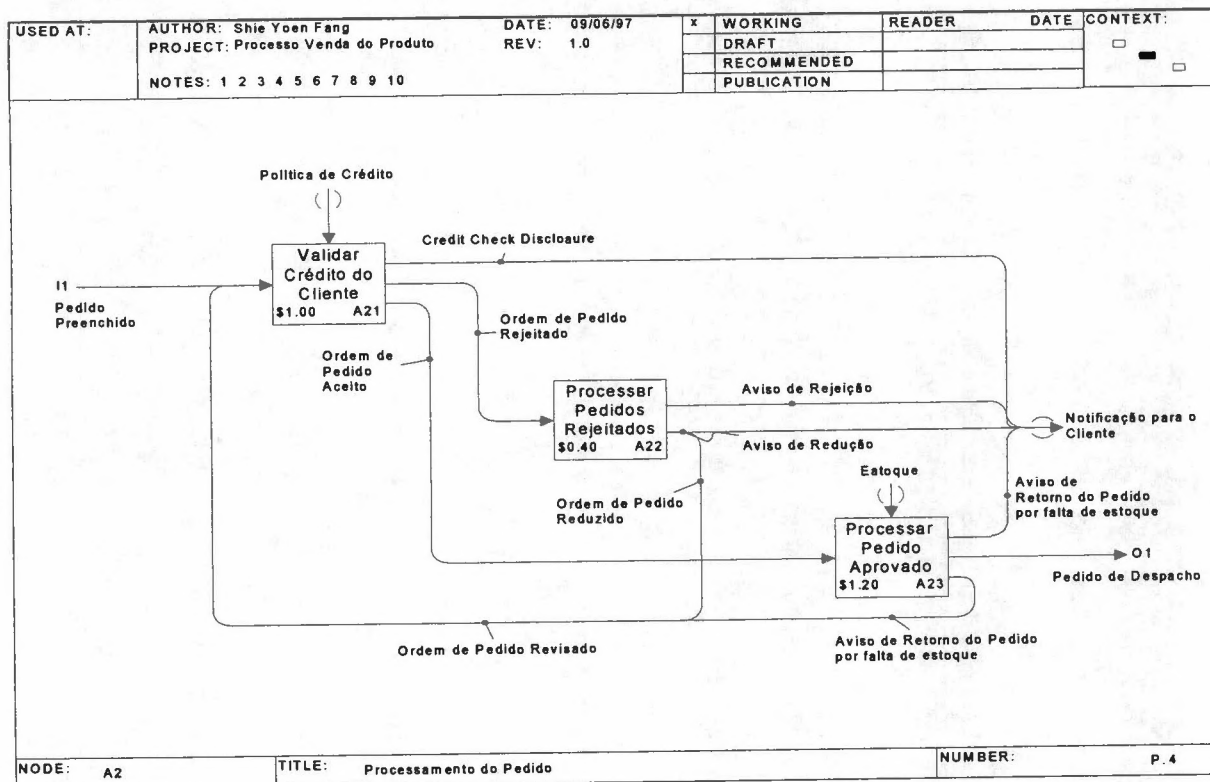 USED AT:
AUTHOR: Shie Yoen Fang
DATE: 09/06/97
PROJECT: Processo Venda do Produto
REV: 1.0
NOTES: 1 2 3 4 5 6 7 8 9 10
x WORKING
DRAFT
RECOMMENDED
PUBLICATION
READER DATE
CONTEXT:
Política de Crédito
Credit Check Discloaure
Validar
Crédito do
Cliente
$1.00 A21
I1
Pedido
Preenchido
Ordem de Pedido
Rejeitado
Ordem de
Pedido
Aceito
Processar
Pedidos
Rejeitados
$0.40 A22
Aviso de Rejeição
Aviso de Redução
Notificação para o
Cliente
Ordem de Pedido
Reduzido
Eatoque
Aviso de
Retorno do Pedido
por falta de estoque
Processar
Pedido
Aprovado
$1.20 A23
O1
Pedido de Despacho
Ordem de Pedido Revisado
Aviso de Retorno do Pedido
por falta de estoque
NODE: A2
TITLE: Processamento do Pedido
NUMBER: P.4